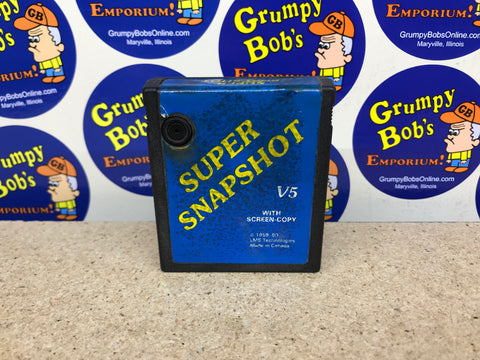 SUPER
SNAPSHOT
V5
WITH
SCREEN-COPY
LMS Technologies
Made in Canada
Grumpy
Bob's
EMPORIUM!
GrumpyBobsOnline.com
Maryville, Illinois
GB